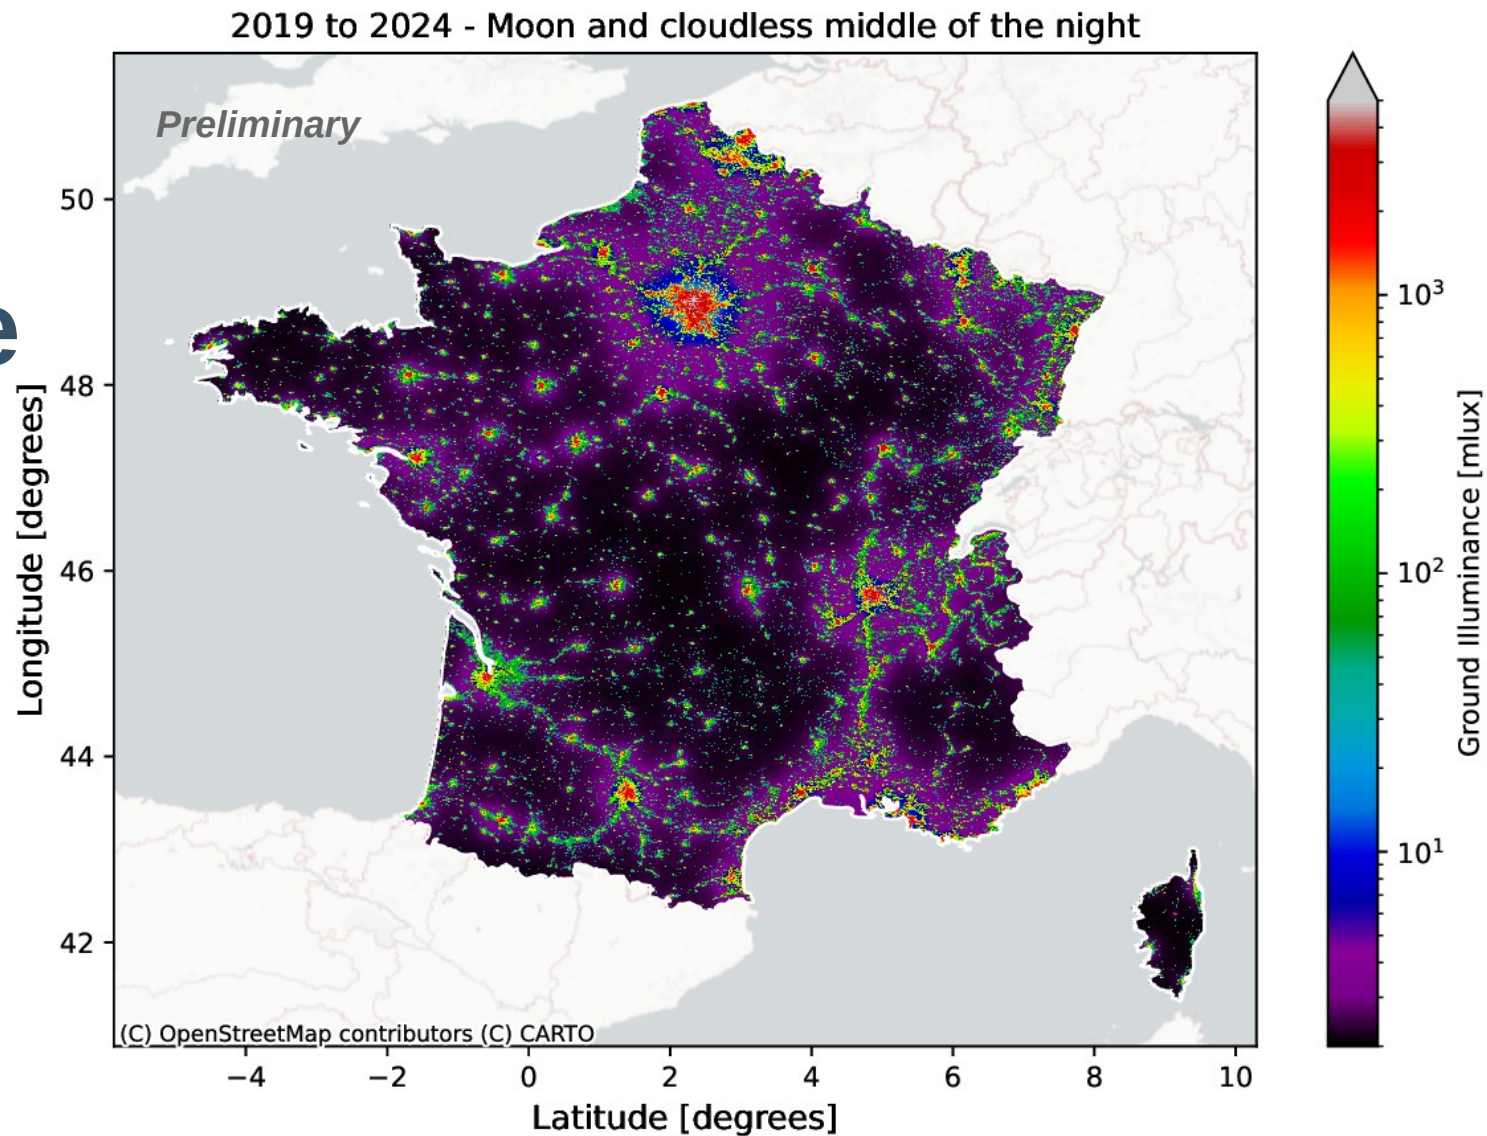 2019 to 2024 - Moon and cloudless middle of the night
Preliminary
e
50
48
46
44
42
Longitude [degrees]
(C) OpenStreetMap contributors (C) CARTO
−4 −2 0 2 4 6 8 10
Latitude [degrees]
10³
10²
10¹
Ground Illuminance [mlux]